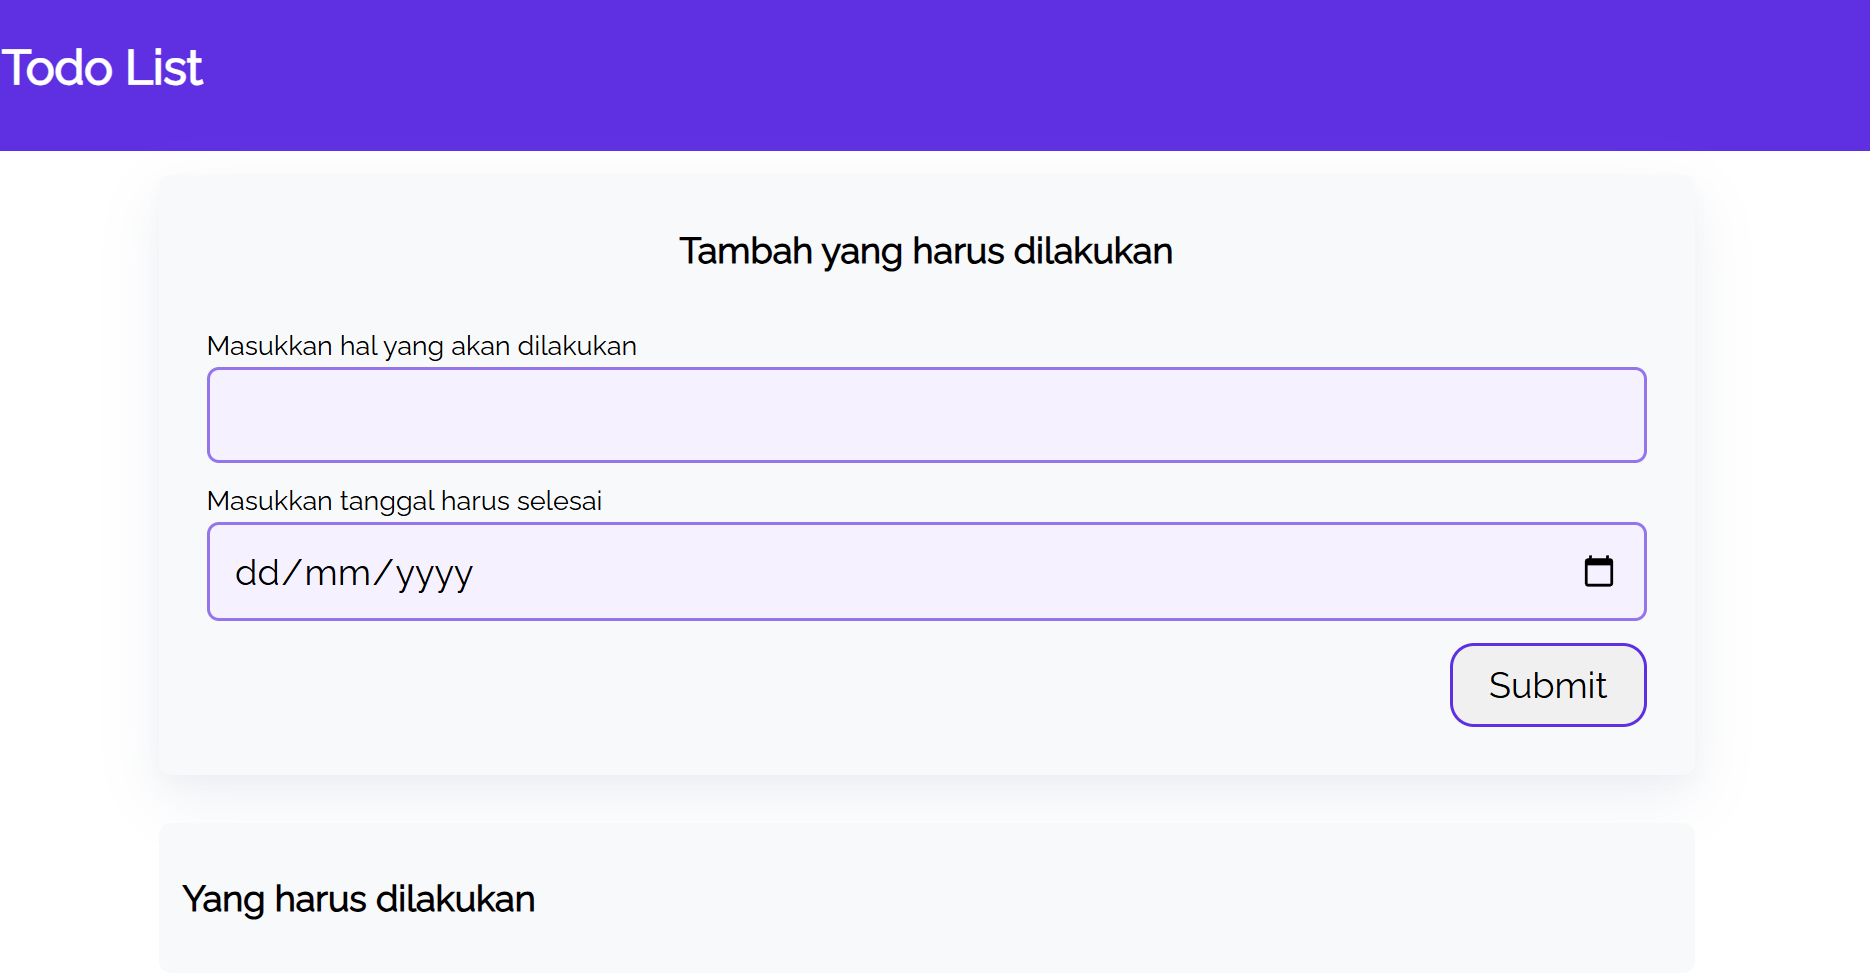 Todo List
Tambah yang harus dilakukan
Masukkan hal yang akan dilakukan
Masukkan tanggal harus selesai
dd/mm/yyyy
Submit
Yang harus dilakukan